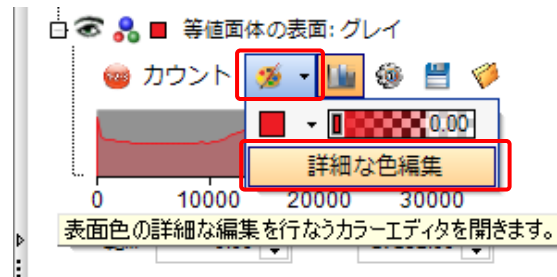 等値面体の表面: グレイ
カウント
0.00
詳細な色編集
0 10000 20000 30000
表面色の詳細な編集を行なうカラーエディタを開きます。